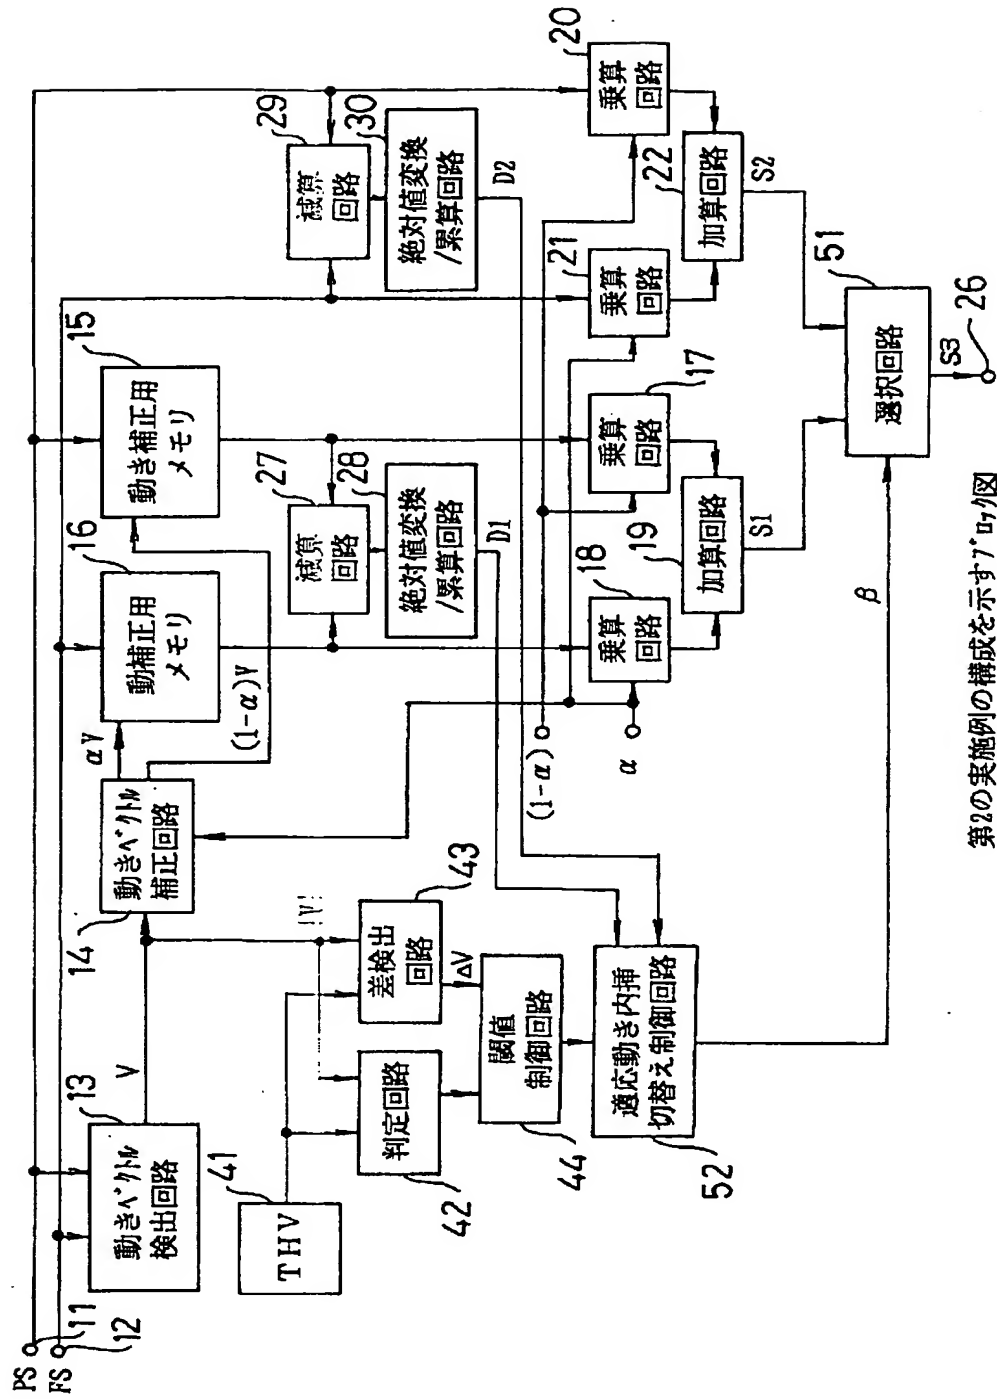 PS
11
FS
12
13
動きベクトル
検出回路
V
14
動きベクトル
補正回路
αV
(1-α)V
16
動補正用
メモリ
15
動き補正用
メモリ
41
THV
42
判定回路
|V|
43
差検出
回路
ΔV
44
閾値
制御回路
52
適応動き内挿
切替え制御回路
27
減算
回路
28
絶対値変換
/累算回路
D1
29
減算
回路
30
絶対値変換
/累算回路
D2
(1-α)
α
18
乗算
回路
17
乗算
回路
19
加算回路
S1
21
乗算
回路
20
乗算
回路
22
加算回路
S2
β
51
選択回路
S3
26
第2の実施例の構成を示すブロック図